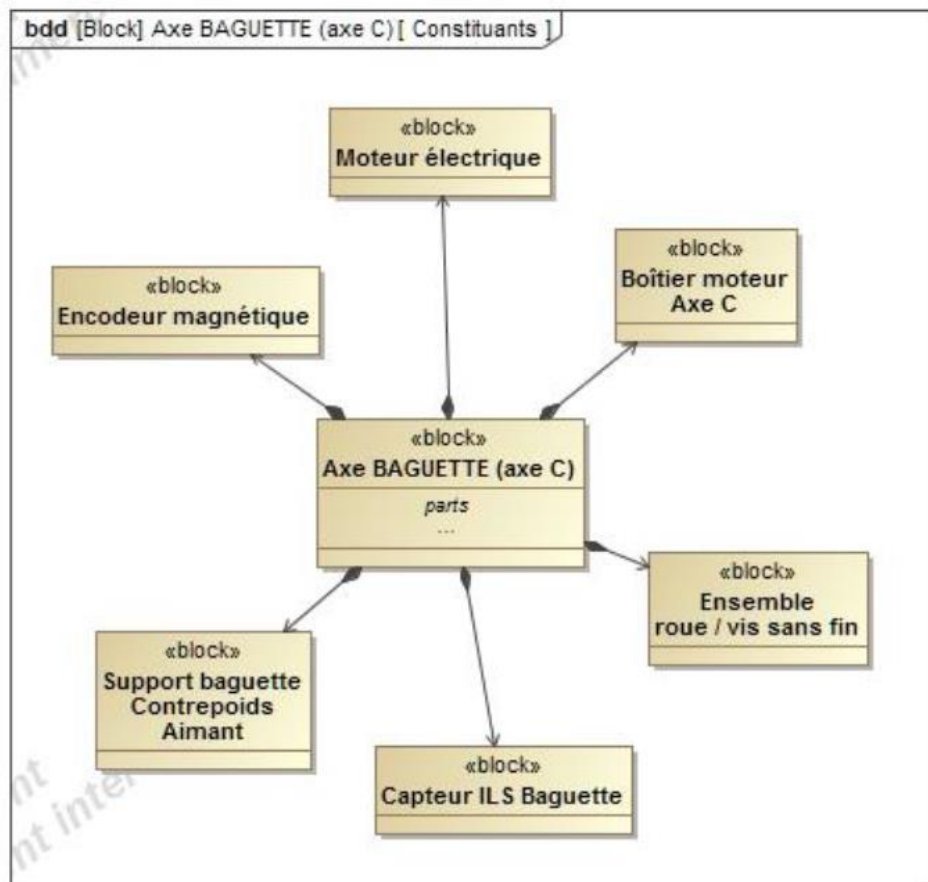 bdd [Block] Axe BAGUETTE (axe C) [ Constituants ]
«block»
Moteur électrique
«block»
Boîtier moteur
Axe C
«block»
Encodeur magnétique
«block»
Axe BAGUETTE (axe C)
parts
...
«block»
Ensemble
roue / vis sans fin
«block»
Support baguette
Contrepoids
Aimant
«block»
Capteur ILS Baguette